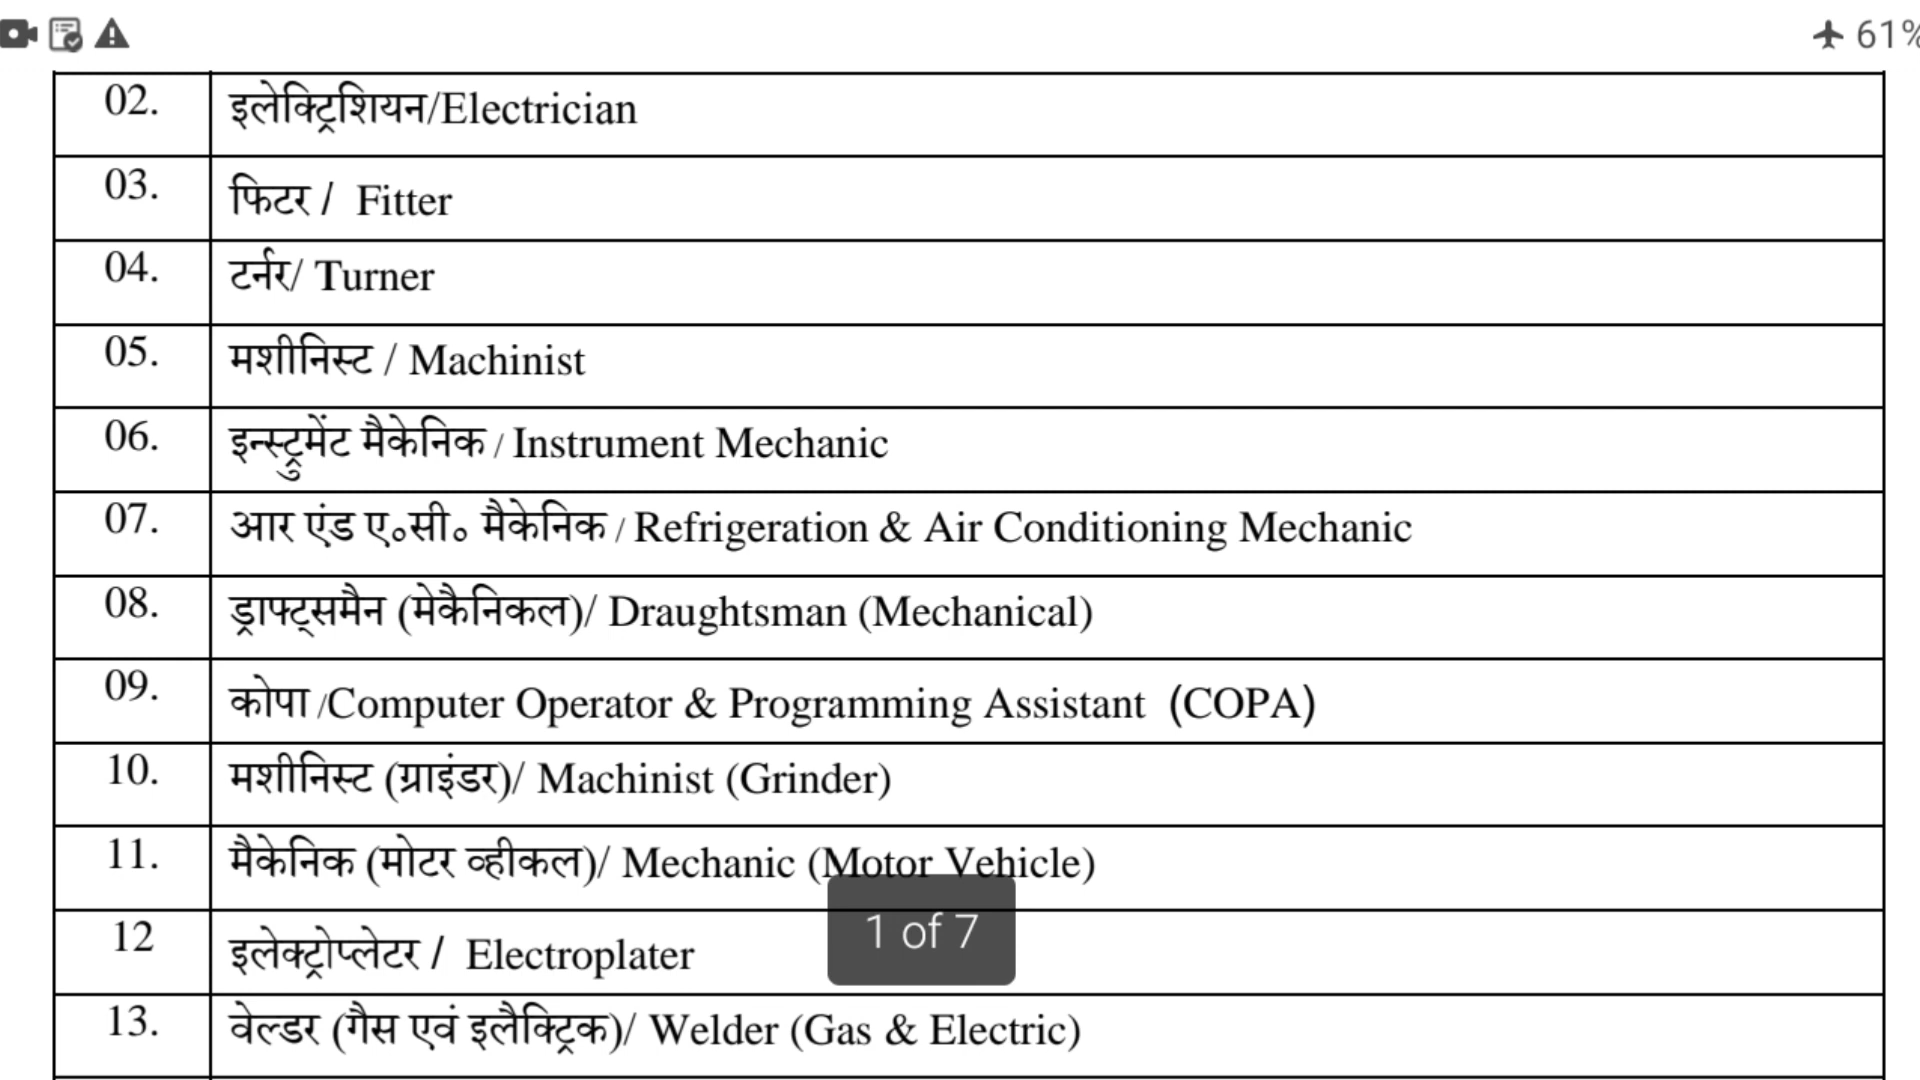 61%
02. इलेक्ट्रिशियन/Electrician
03. फिटर / Fitter
04. टर्नर/ Turner
05. मशीनिस्ट / Machinist
06. इन्स्ट्रुमेंट मैकेनिक / Instrument Mechanic
07. आर एंड ए॰सी॰ मैकेनिक / Refrigeration & Air Conditioning Mechanic
08. ड्राफ्ट्समैन (मेकैनिकल)/ Draughtsman (Mechanical)
09. कोपा /Computer Operator & Programming Assistant (COPA)
10. मशीनिस्ट (ग्राइंडर)/ Machinist (Grinder)
11. मैकेनिक (मोटर व्हीकल)/ Mechanic (Motor Vehicle)
1 of 7
12 इलेक्ट्रोप्लेटर / Electroplater
13. वेल्डर (गैस एवं इलैक्ट्रिक)/ Welder (Gas & Electric)